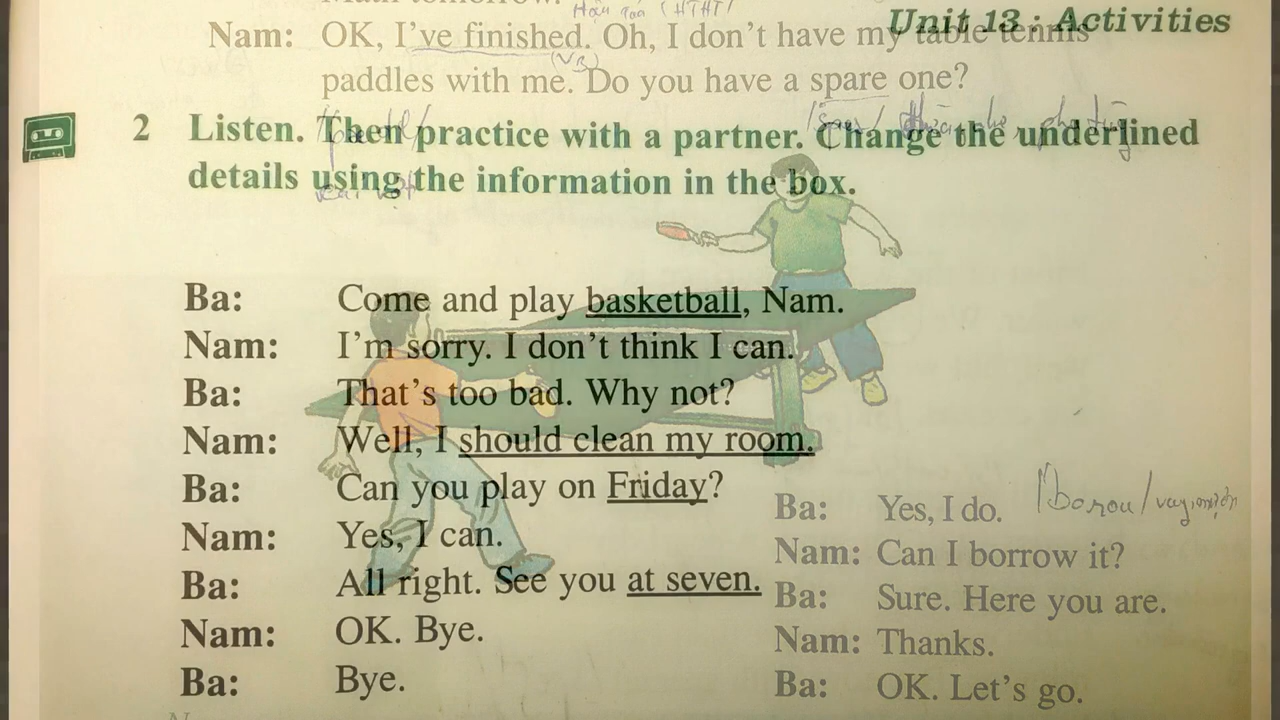 Math tomorrow.
Unit 13 : Activities
Nam: OK, I've finished. Oh, I don't have my table tennis
paddles with me. Do you have a spare one?
2 Listen. Then practice with a partner. Change the underlined
details using the information in the box.
Ba: Come and play basketball, Nam.
Nam: I'm sorry. I don't think I can.
Ba: That's too bad. Why not?
Nam: Well, I should clean my room.
Ba: Can you play on Friday?
Nam: Yes, I can.
Ba: All right. See you at seven.
Nam: OK. Bye.
Ba: Bye.
Ba: Yes, I do.
Nam: Can I borrow it?
Ba: Sure. Here you are.
Nam: Thanks.
Ba: OK. Let's go.